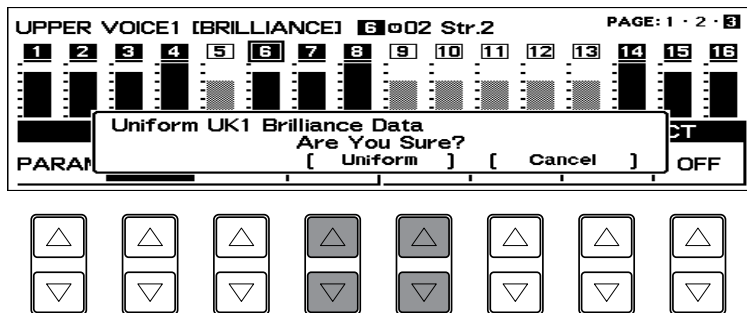 UPPER VOICE1 [BRILLIANCE] 6 02 Str.2 PAGE: 1 · 2 · 3
1 2 3 4 5 6 7 8 9 10 11 12 13 14 15 16
Uniform UK1 Brilliance Data
Are You Sure?
CT
PARAM [ Uniform ] [ Cancel ] OFF